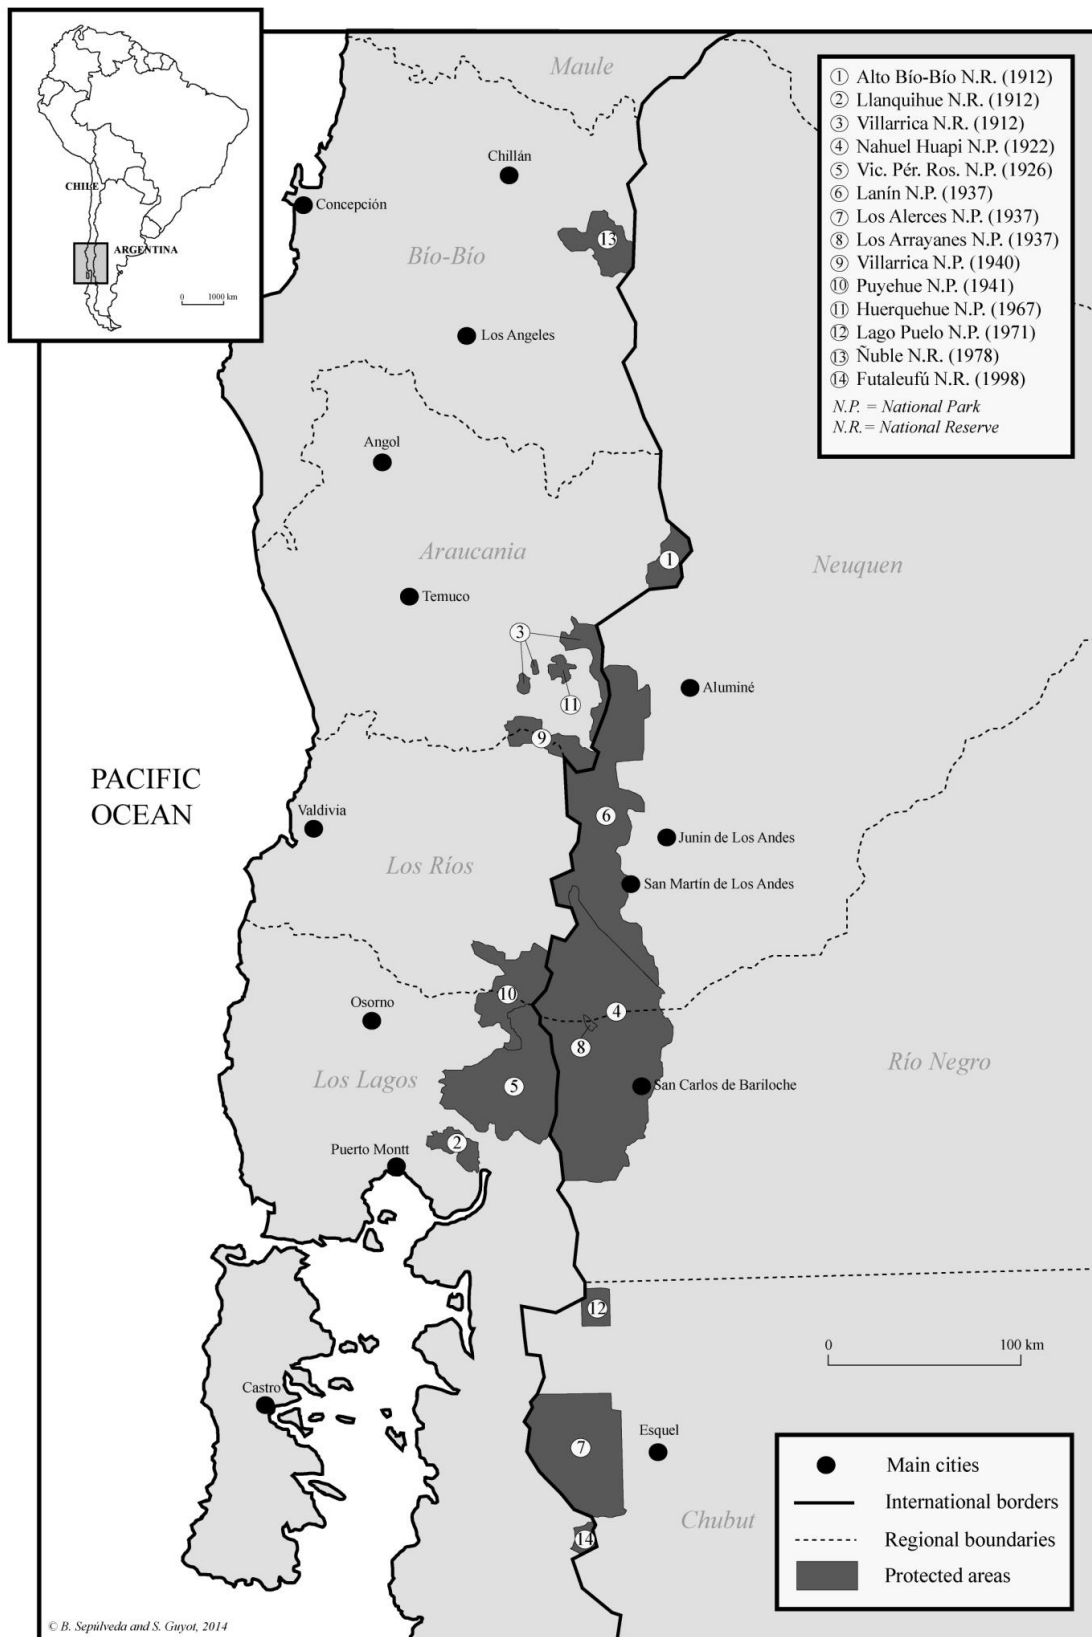 CHILE
ARGENTINA
0 1000 km
① Alto Bío-Bío N.R. (1912)
② Llanquihue N.R. (1912)
③ Villarrica N.R. (1912)
④ Nahuel Huapi N.P. (1922)
⑤ Vic. Pér. Ros. N.P. (1926)
⑥ Lanín N.P. (1937)
⑦ Los Alerces N.P. (1937)
⑧ Los Arrayanes N.P. (1937)
⑨ Villarrica N.P. (1940)
⑩ Puyehue N.P. (1941)
⑪ Huerquehue N.P. (1967)
⑫ Lago Puelo N.P. (1971)
⑬ Ñuble N.R. (1978)
⑭ Futaleufú N.R. (1998)
N.P. = National Park
N.R.= National Reserve
Maule
Chillán
Concepción
13
Bío-Bío
Los Angeles
Angol
Araucania
1
Neuquen
Temuco
3
Aluminé
11
9
PACIFIC
OCEAN
Valdivia
6
Junin de Los Andes
Los Ríos
San Martín de Los Andes
10
Osorno
4
8
Río Negro
Los Lagos
5
San Carlos de Bariloche
Puerto Montt
2
12
0 100 km
Castro
Esquel
7
Chubut
14
Main cities
International borders
Regional boundaries
Protected areas
© B. Sepúlveda and S. Guyot, 2014